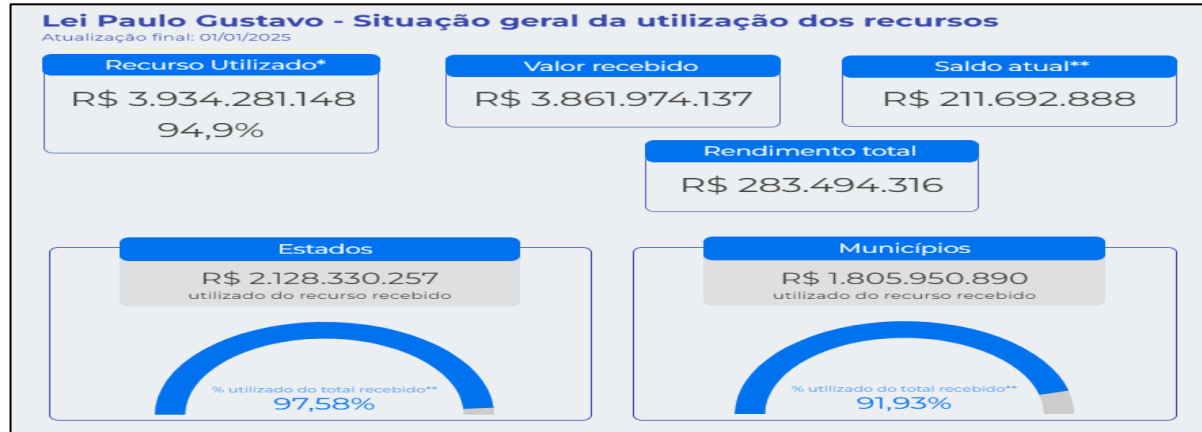 Lei Paulo Gustavo - Situação geral da utilização dos recursos
Atualização final: 01/01/2025
Recurso Utilizado*
R$ 3.934.281.148
94,9%
Valor recebido
R$ 3.861.974.137
Saldo atual**
R$ 211.692.888
Rendimento total
R$ 283.494.316
Estados
R$ 2.128.330.257
utilizado do recurso recebido
% utilizado do total recebido**
97,58%
Municípios
R$ 1.805.950.890
utilizado do recurso recebido
% utilizado do total recebido**
91,93%